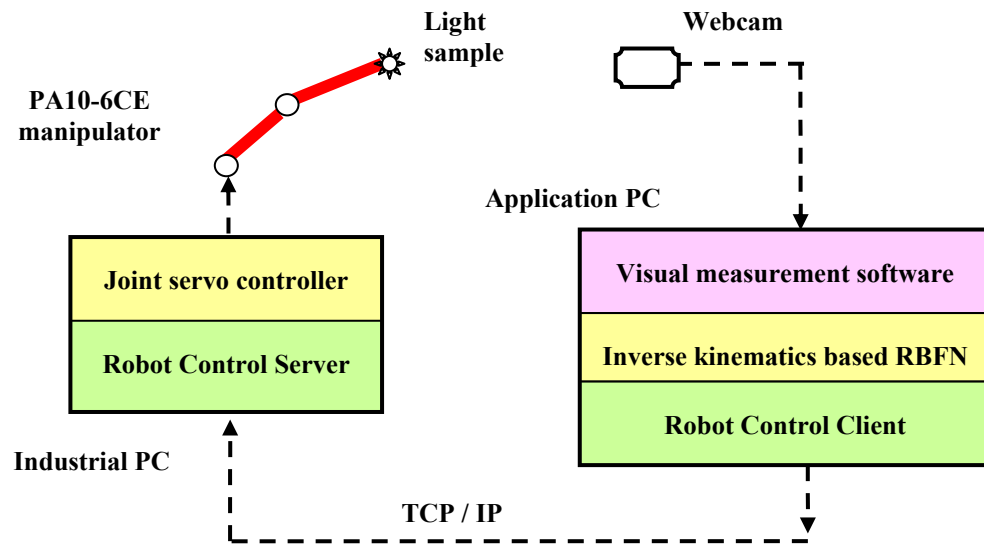 Light
sample
Webcam
PA10-6CE
manipulator
Application PC
Joint servo controller
Robot Control Server
Visual measurement software
Inverse kinematics based RBFN
Robot Control Client
Industrial PC
TCP / IP